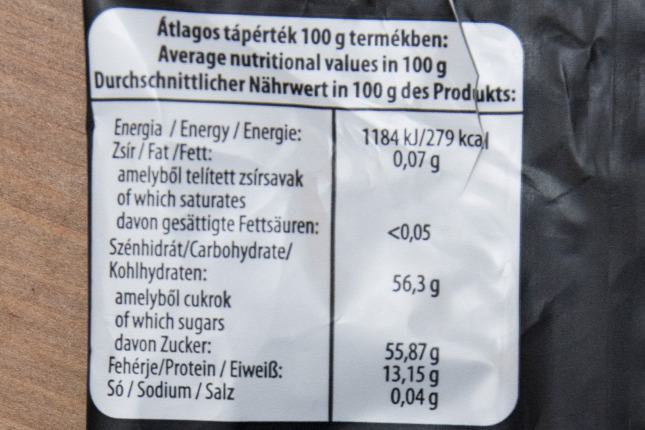 Átlagos tápérték 100 g termékben:
Average nutritional values in 100 g
Durchschnittlicher Nährwert in 100 g des Produkts:
Energia / Energy / Energie: 1184 kJ/279 kcal
Zsír / Fat /Fett: 0,07 g
amelyből telített zsírsavak
of which saturates
davon gesättigte Fettsäuren: <0,05
Szénhidrát/Carbohydrate/
Kohlhydraten: 56,3 g
amelyből cukrok
of which sugars
davon Zucker: 55,87 g
Fehérje/Protein / Eiweiß: 13,15 g
Só / Sodium / Salz 0,04 g